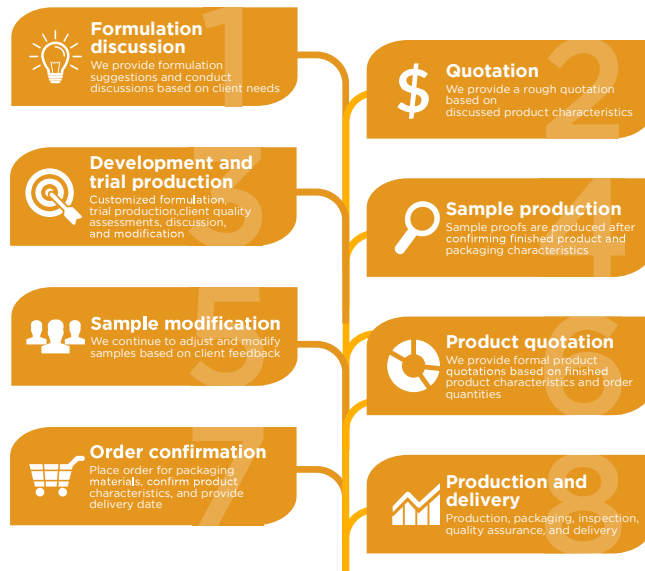 1
Formulation
discussion
We provide formulation
suggestions and conduct
discussions based on client needs
2
Quotation
We provide a rough quotation
based on
discussed product characteristics
3
Development and
trial production
Customized formulation,
trial production,client quality
assessments, discussion,
and modification
4
Sample production
Sample proofs are produced after
confirming finished product and
packaging characteristics
5
Sample modification
We continue to adjust and modify
samples based on client feedback
6
Product quotation
We provide formal product
quotations based on finished
product characteristics and order
quantities
7
Order confirmation
Place order for packaging
materials, confirm product
characteristics, and provide
delivery date
8
Production and
delivery
Production, packaging, inspection,
quality assurance, and delivery
$